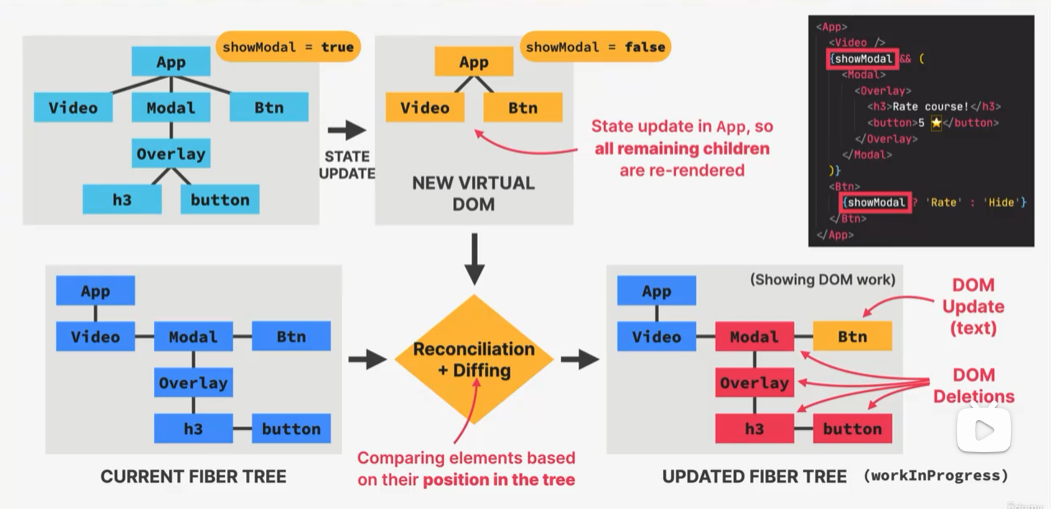 showModal = true
App
Video
Modal
Btn
Overlay
h3
button
STATE
UPDATE
showModal = false
App
Video
Btn
NEW VIRTUAL
DOM
State update in App, so
all remaining children
are re-rendered
<App>
<Video />
{showModal && (
<Modal>
<Overlay>
<h3>Rate course!</h3>
<button>5 ⭐</button>
</Overlay>
</Modal>
)}
<Btn>
{showModal ? 'Rate' : 'Hide'}
</Btn>
</App>
App
Video
Modal
Btn
Overlay
h3
button
CURRENT FIBER TREE
Reconciliation
+ Diffing
Comparing elements based
on their position in the tree
(Showing DOM work)
App
Video
Modal
Btn
Overlay
h3
button
UPDATED FIBER TREE (workInProgress)
DOM
Update
(text)
DOM
Deletions